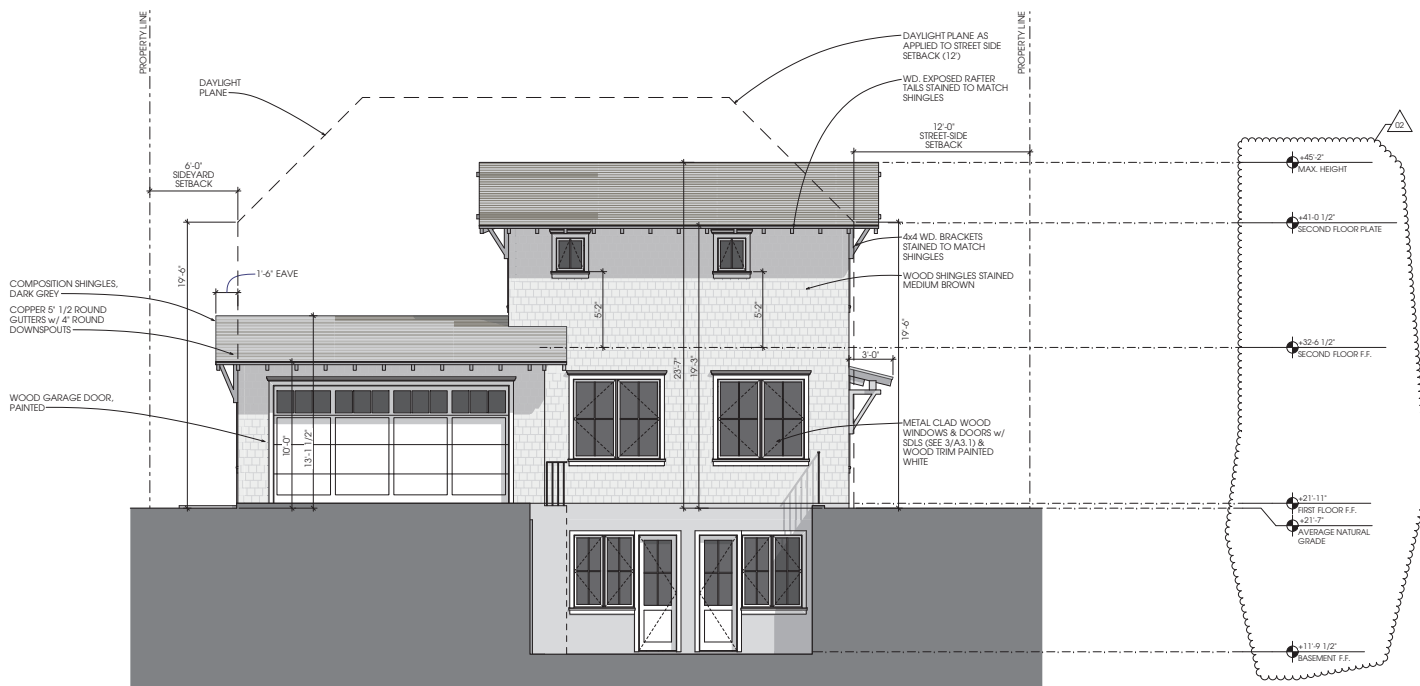 PROPERTY LINE
DAYLIGHT
PLANE
6'-0"
SIDEYARD
SETBACK
19'-6"
1'-6" EAVE
COMPOSITION SHINGLES,
DARK GREY
COPPER 5" 1/2 ROUND
GUTTERS w/ 4" ROUND
DOWNSPOUTS
WOOD GARAGE DOOR,
PAINTED
10'-0"
13'-1 1/2"
5'-2"
23'-7"
19'-3"
5'-2"
DAYLIGHT PLANE AS
APPLIED TO STREET SIDE
SETBACK (12')
WD. EXPOSED RAFTER
TAILS STAINED TO MATCH
SHINGLES
PROPERTY LINE
12'-0"
STREET-SIDE
SETBACK
4x4 WD. BRACKETS
STAINED TO MATCH
SHINGLES
WOOD SHINGLES STAINED
MEDIUM BROWN
19'-6"
3'-0"
METAL CLAD WOOD
WINDOWS & DOORS w/
SDLS (SEE 3/A3.1) &
WOOD TRIM PAINTED
WHITE
02
+45'-2"
MAX. HEIGHT
+41-0 1/2"
SECOND FLOOR PLATE
+32-6 1/2"
SECOND FLOOR F.F.
+21'-11"
FIRST FLOOR F.F.
+21'-7"
AVERAGE NATURAL
GRADE
+11'-9 1/2"
BASEMENT F.F.